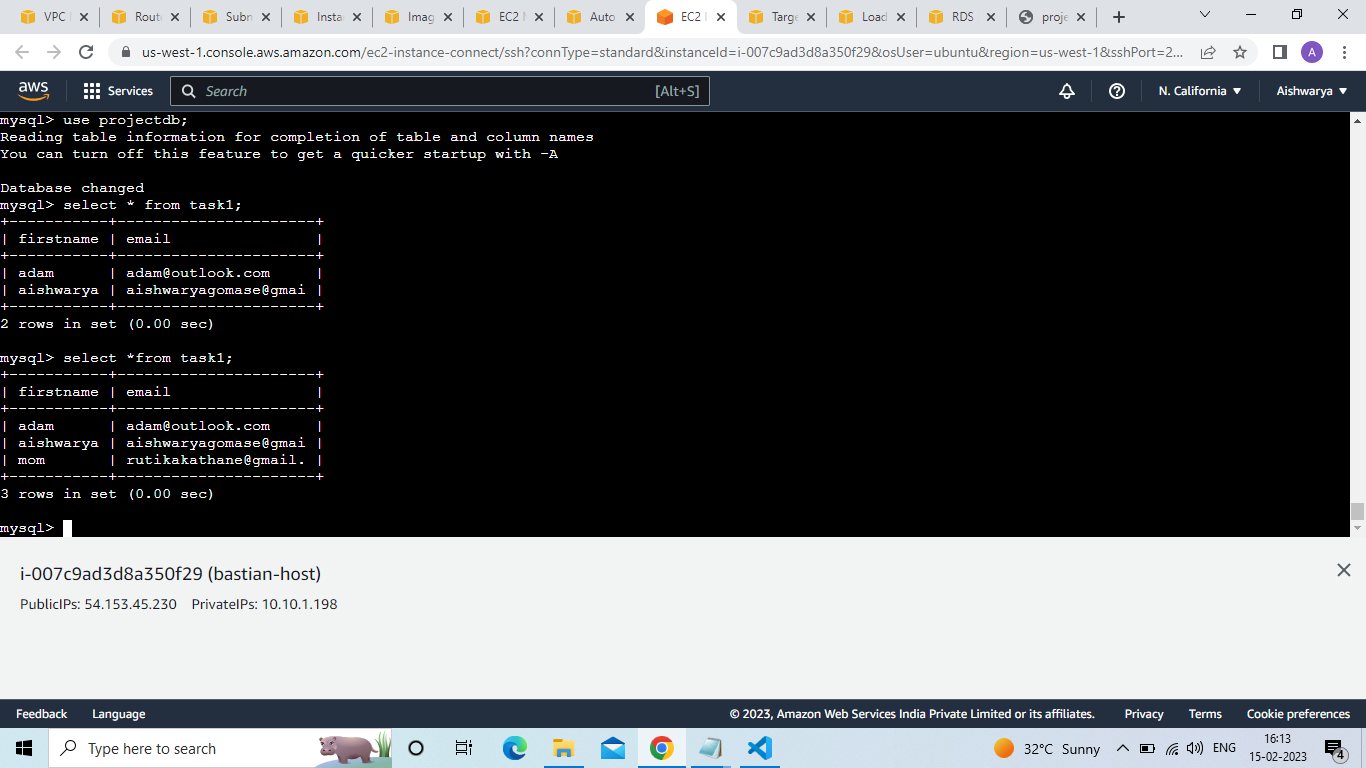 VPC Rout Subn Insta Imag EC2 Auto EC2 Targe Load RDS proje
us-west-1.console.aws.amazon.com/ec2-instance-connect/ssh?connType=standard&instanceId=i-007c9ad3d8a350f29&osUser=ubuntu&region=us-west-1&sshPort=2... A
aws Services Search [Alt+S] N. California Aishwarya
mysql> use projectdb;
Reading table information for completion of table and column names
You can turn off this feature to get a quicker startup with -A
Database changed
mysql> select * from task1;
+-----------+----------------------+
| firstname | email                |
+-----------+----------------------+
| adam      | adam@outlook.com     |
| aishwarya | aishwaryagomase@gmai |
+-----------+----------------------+
2 rows in set (0.00 sec)
mysql> select *from task1;
+-----------+----------------------+
| firstname | email                |
+-----------+----------------------+
| adam      | adam@outlook.com     |
| aishwarya | aishwaryagomase@gmai |
| mom       | rutikakathane@gmail. |
+-----------+----------------------+
3 rows in set (0.00 sec)
mysql>
i-007c9ad3d8a350f29 (bastian-host)
PublicIPs: 54.153.45.230 PrivateIPs: 10.10.1.198
Feedback Language © 2023, Amazon Web Services India Private Limited or its affiliates. Privacy Terms Cookie preferences
Type here to search 32°C Sunny ENG 16:13
15-02-2023 4